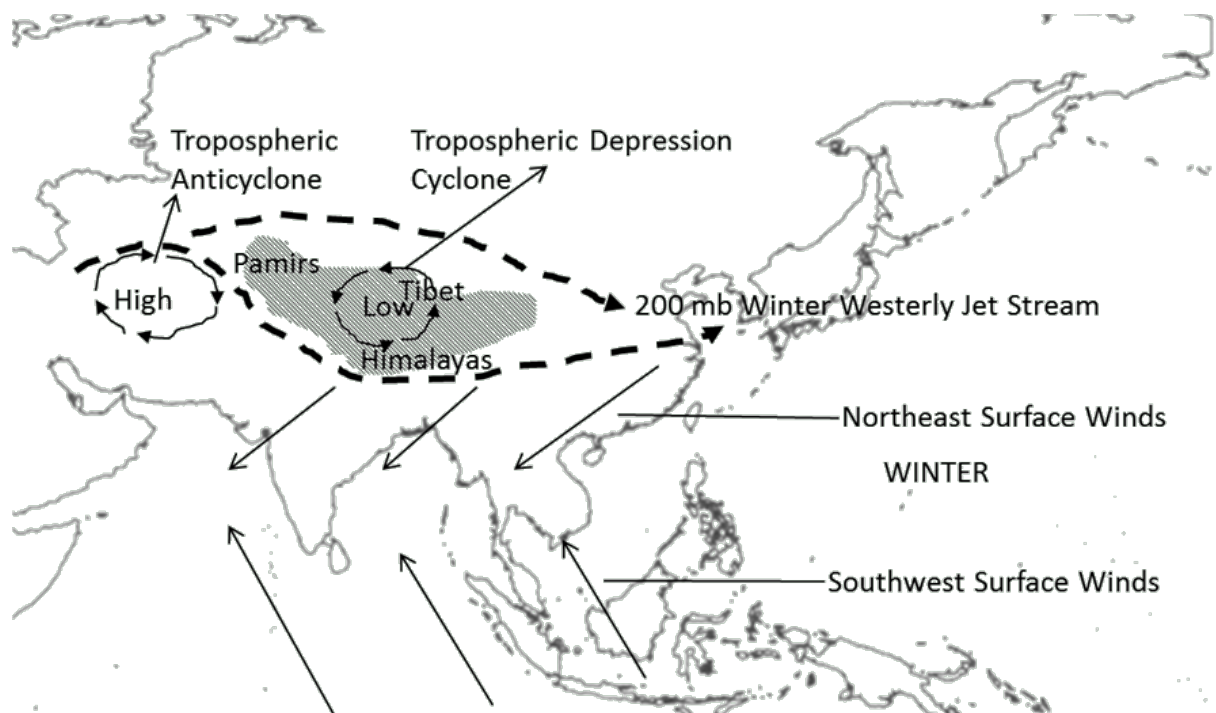 Tropospheric
Anticyclone
Tropospheric Depression
Cyclone
Pamirs
Tibet
High
Low
200 mb Winter Westerly Jet Stream
Himalayas
Northeast Surface Winds
WINTER
Southwest Surface Winds